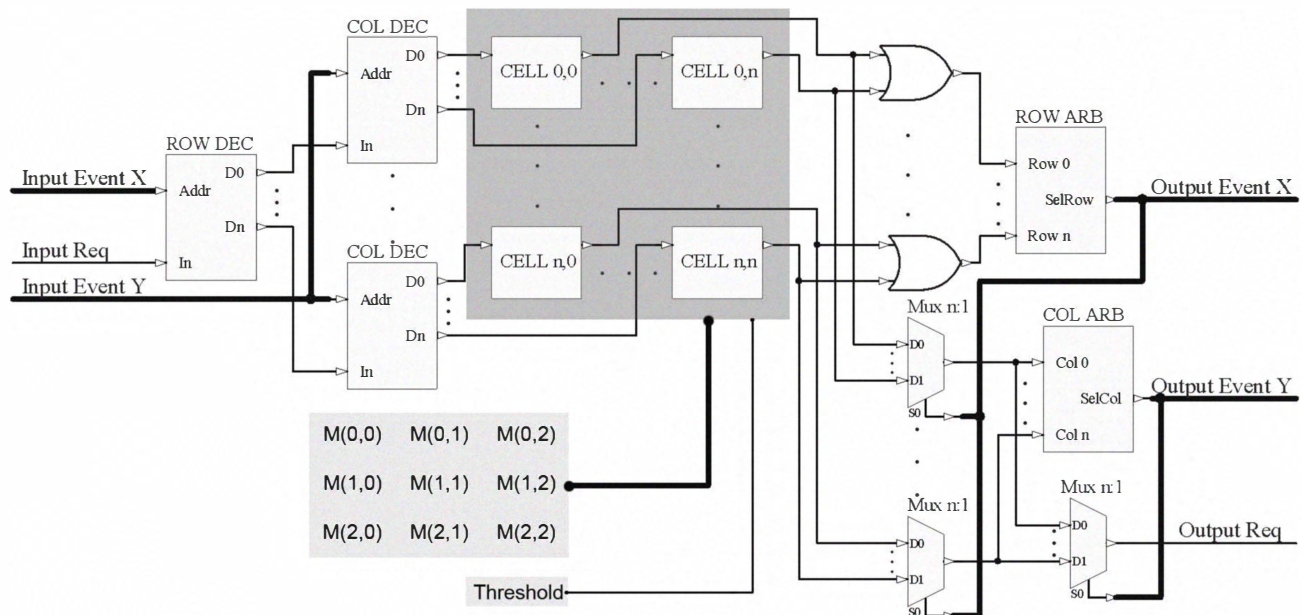 COL DEC
D0
Addr
Dn
In
CELL 0,0
CELL 0,n
ROW ARB
Row 0
SelRow
Row n
Output Event X
ROW DEC
Input Event X
Addr
D0
Dn
Input Req
In
Input Event Y
COL DEC
D0
Addr
Dn
In
CELL n,0
CELL n,n
Mux n:1
D0
D1
S0
COL ARB
Col 0
SelCol
Col n
Output Event Y
M(0,0) M(0,1) M(0,2)
M(1,0) M(1,1) M(1,2)
M(2,0) M(2,1) M(2,2)
Mux n:1
D0
D1
S0
Output Req
D0
D1
S0
Threshold